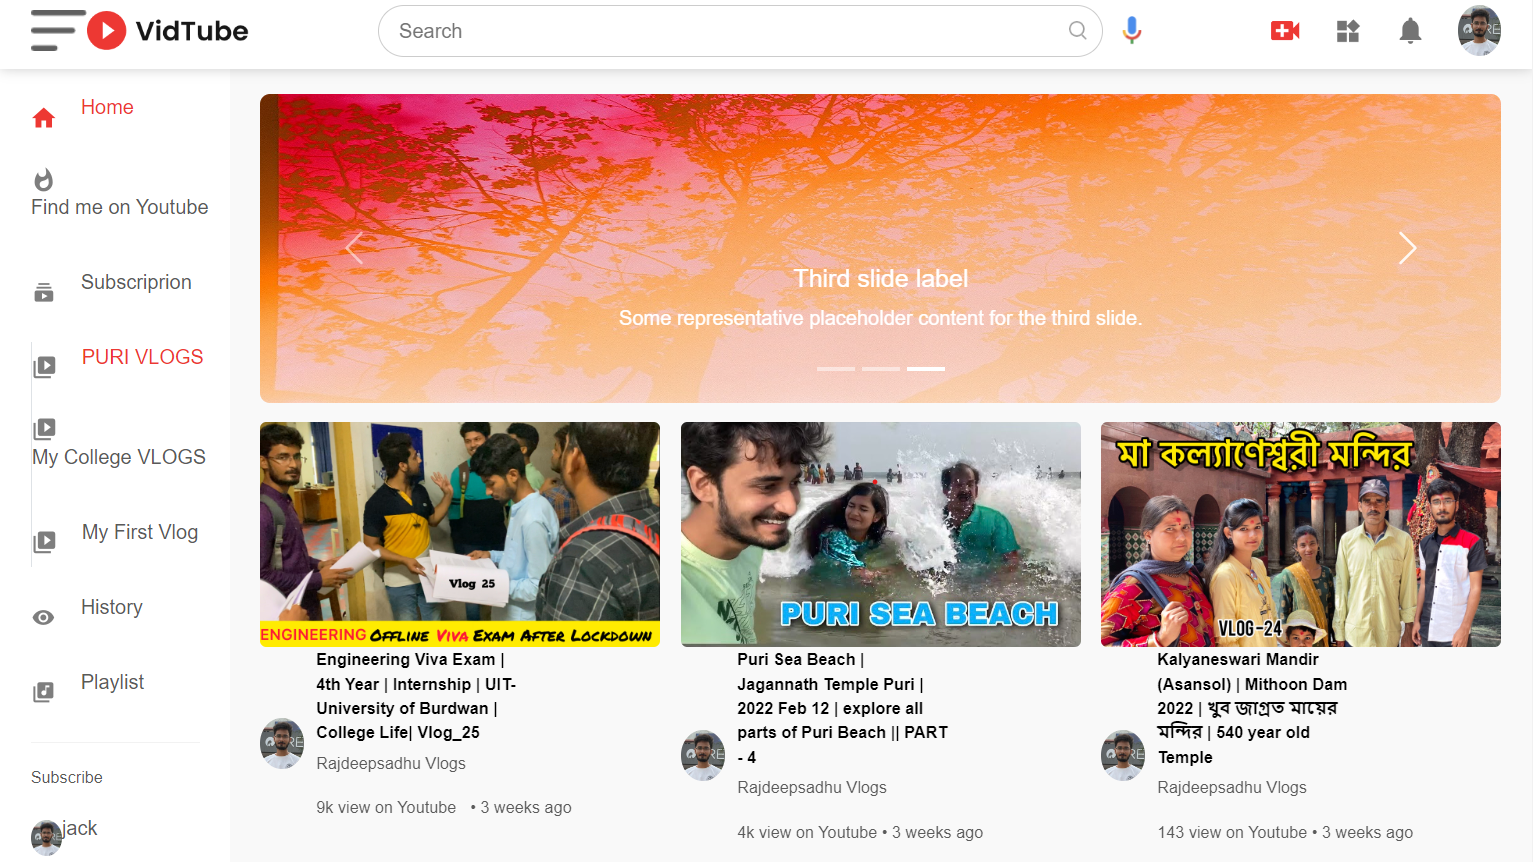 VidTube
Search
Home
Find me on Youtube
Subscriprion
PURI VLOGS
My College VLOGS
My First Vlog
History
Playlist
Subscribe
jack
Third slide label
Some representative placeholder content for the third slide.
Vlog 25
ENGINEERING OFFLINE VIVA EXAM AFTER LOCKDOWN
Engineering Viva Exam |
4th Year | Internship | UIT-
University of Burdwan |
College Life| Vlog_25
Rajdeepsadhu Vlogs
9k view on Youtube • 3 weeks ago
PURI SEA BEACH
Puri Sea Beach |
Jagannath Temple Puri |
2022 Feb 12 | explore all
parts of Puri Beach || PART
- 4
Rajdeepsadhu Vlogs
4k view on Youtube • 3 weeks ago
মা কল্যাণেশ্বরী মন্দির
VLOG-24
Kalyaneswari Mandir
(Asansol) | Mithoon Dam
2022 | খুব জাগ্রত মায়ের
মন্দির | 540 year old
Temple
Rajdeepsadhu Vlogs
143 view on Youtube • 3 weeks ago